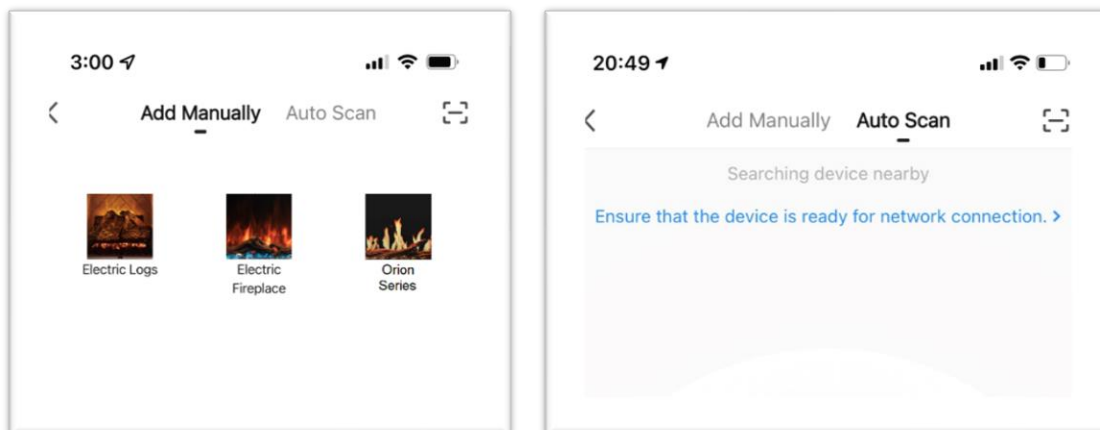 3:00
Add Manually Auto Scan
Electric Logs
Electric
Fireplace
Orion
Series
20:49
Add Manually Auto Scan
Searching device nearby
Ensure that the device is ready for network connection. >